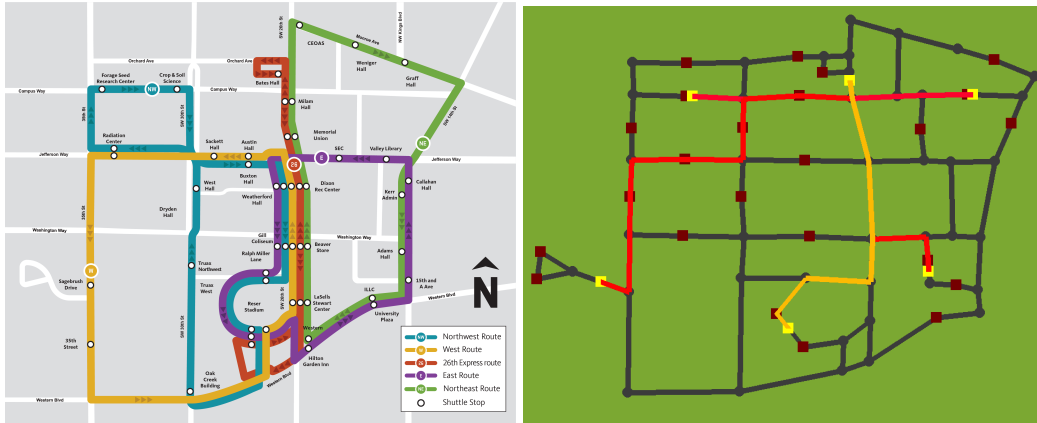 SW 26th St
CEOAS
Monroe Ave
NW Kings Blvd
Weniger
Hall
Graff
Hall
Orchard Ave
Orchard Ave
Forage Seed
Research Center
Crop & Soil
Science
NW
Bates Hall
Campus Way
Campus Way
35th St
SW 30th St
Milam
Hall
SW 14th St
Radiation
Center
Sackett
Hall
Austin
Hall
Memorial
Union
SEC
Valley Library
NE
Jefferson Way
Jefferson Way
26
E
West
Hall
Buxton
Hall
Weatherford
Hall
Dixon
Rec Center
Kerr
Admin
Callahan
Hall
Dryden
Hall
35th St
Washington Way
Washington Way
Gill
Coliseum
Ralph Miller
Lane
Beaver
Store
Adams
Hall
Truax
Northwest
Truax
West
W
Sagebrush
Drive
SW 26th St
Reser
Stadium
LaSells
Stewart
Center
ILLC
15th and
A Ave
Western Blvd
University
Plaza
N
SW 30th St
35th
Street
Western
Hilton
Garden Inn
Oak
Creek
Building
Western Blvd
Western Blvd
NW Northwest Route
W West Route
26 26th Express route
E East Route
NE Northeast Route
Shuttle Stop